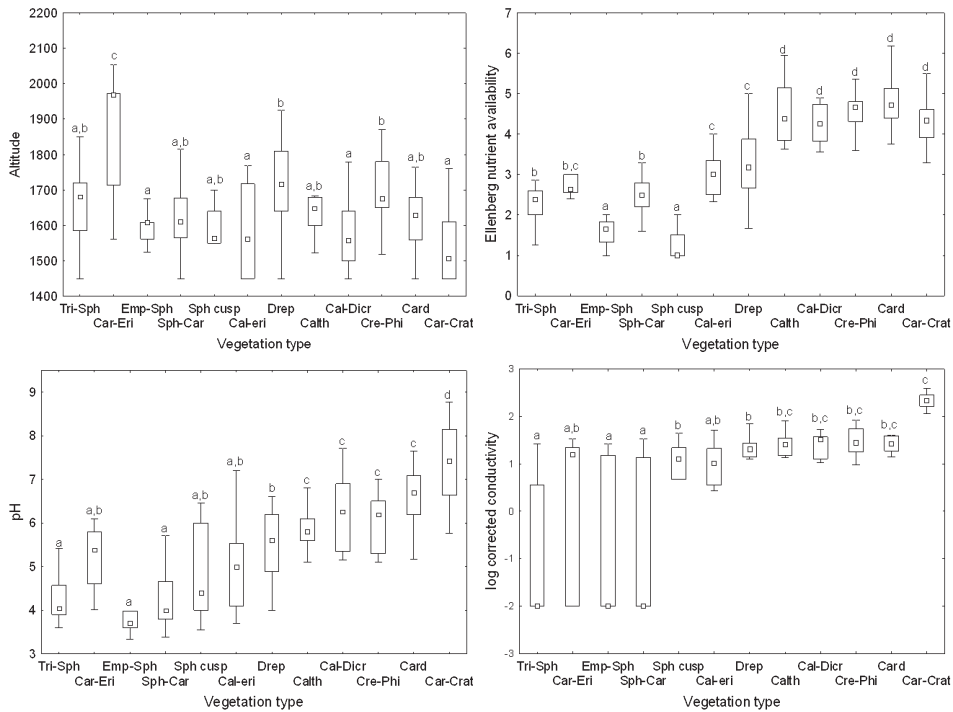 2200
2100
2000
1900
1800
1700
1600
1500
1400
Altitude
a,b
c
a
a,b
a,b
a
b
a,b
a
b
a
a
Tri-Sph
Car-Eri
Emp-Sph
Sph-Car
Sph cusp
Cal-eri
Drep
Calth
Cal-Dicr
Cre-Phi
Card
Car-Crat
Vegetation type
7
6
5
4
3
2
1
0
Ellenberg nutrient availability
b
b,c
a
b
a
c
c
d
d
d
d
d
Tri-Sph
Car-Eri
Emp-Sph
Sph-Car
Sph cusp
Cal-eri
Drep
Calth
Cal-Dicr
Cre-Phi
Card
Car-Crat
Vegetation type
9
8
7
6
5
4
3
pH
a
a,b
a
a
a,b
a,b
b
c
c
c
c
d
Tri-Sph
Car-Eri
Emp-Sph
Sph-Car
Sph cusp
Cal-eri
Drep
Calth
Cal-Dicr
Cre-Phi
Card
Car-Crat
Vegetation type
3
2
1
0
-1
-2
-3
log corrected conductivity
a
a,b
a
a
b
a,b
b
b,c
b,c
b,c
b,c
c
Tri-Sph
Car-Eri
Emp-Sph
Sph-Car
Sph cusp
Cal-eri
Drep
Calth
Cal-Dicr
Cre-Phi
Card
Car-Crat
Vegetation type